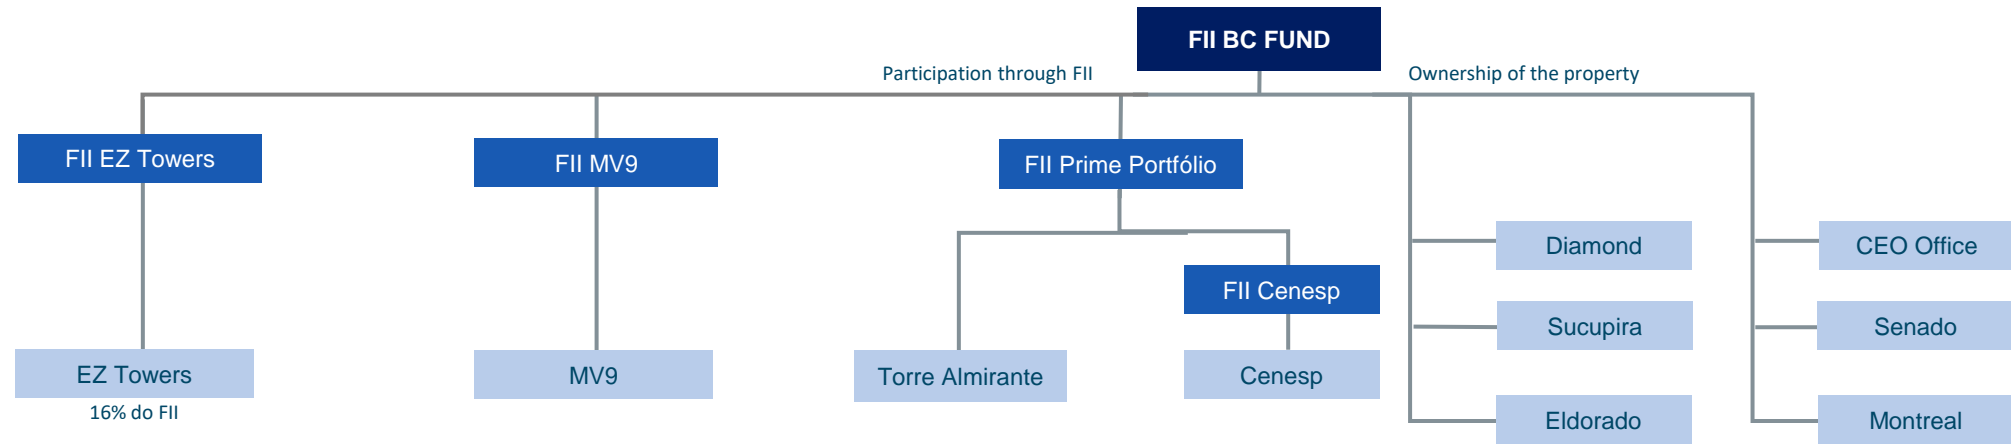 FII BC FUND
Participation through FII
Ownership of the property
FII EZ Towers
FII MV9
FII Prime Portfólio
Diamond
CEO Office
FII Cenesp
Sucupira
Senado
EZ Towers
MV9
Torre Almirante
Cenesp
16% do FII
Eldorado
Montreal